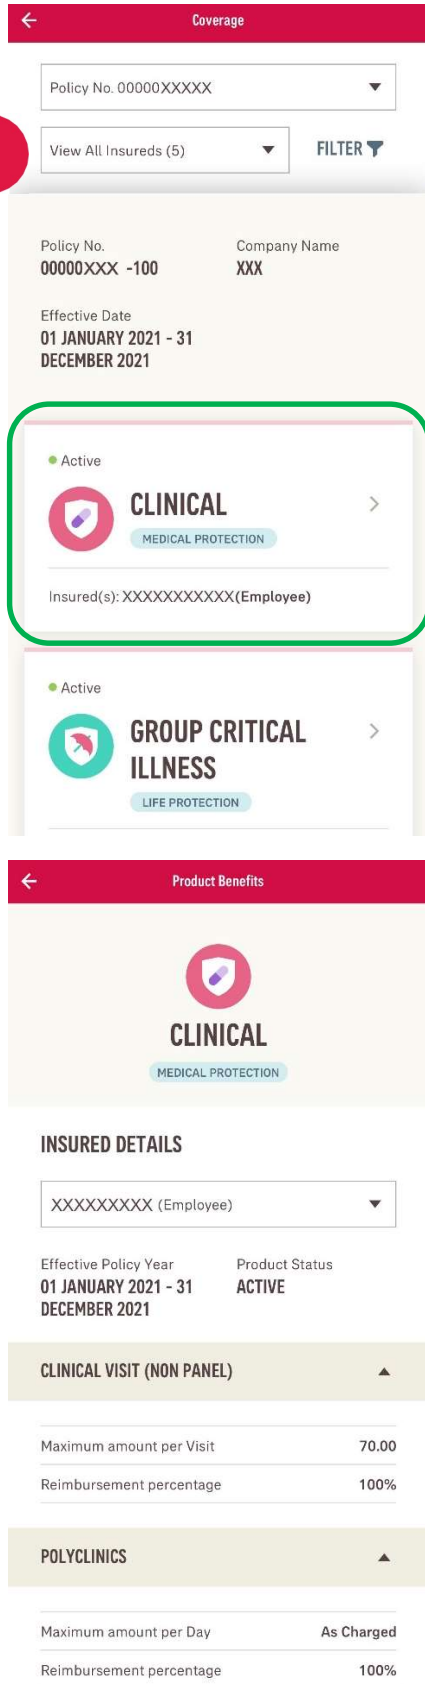 Coverage
Policy No. 00000XXXXX
View All Insureds (5)
FILTER
Policy No.
Company Name
00000XXX -100
XXX
Effective Date
01 JANUARY 2021 - 31
DECEMBER 2021
Active
CLINICAL
MEDICAL PROTECTION
Insured(s): XXXXXXXXXXX(Employee)
Active
GROUP CRITICAL
ILLNESS
LIFE PROTECTION
Product Benefits
CLINICAL
MEDICAL PROTECTION
INSURED DETAILS
XXXXXXXXX (Employee)
Effective Policy Year
Product Status
01 JANUARY 2021 - 31
ACTIVE
DECEMBER 2021
CLINICAL VISIT (NON PANEL)
Maximum amount per Visit
70.00
Reimbursement percentage
100%
POLYCLINICS
Maximum amount per Day
As Charged
Reimbursement percentage
100%